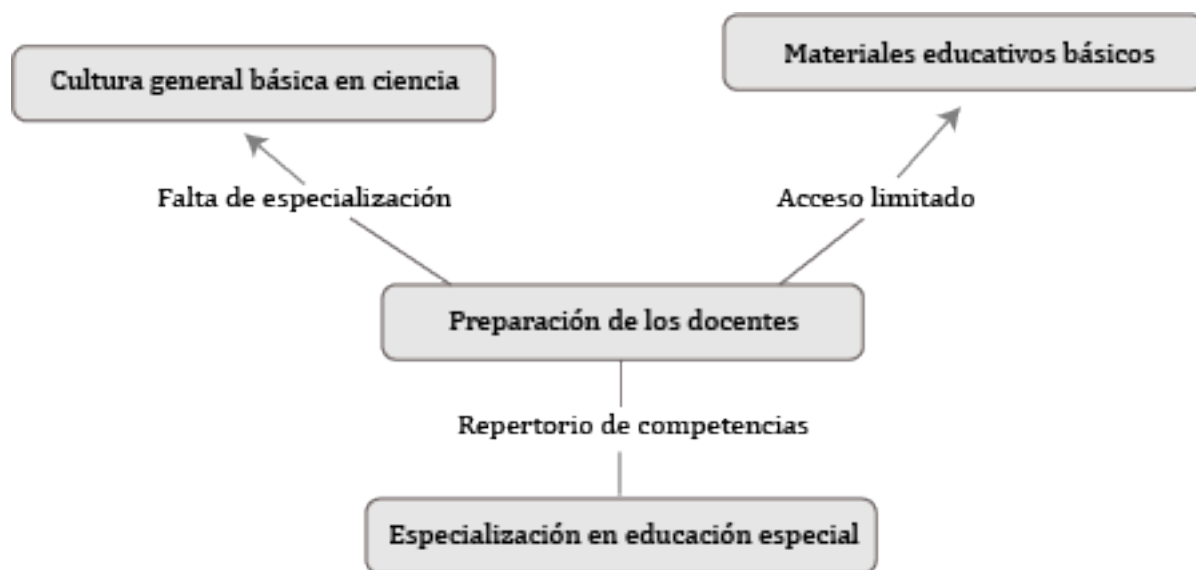 Materiales educativos básicos
Cultura general básica en ciencia
Falta de especialización
Acceso limitado
Preparación de los docentes
Repertorio de competencias
Especialización en educación especial